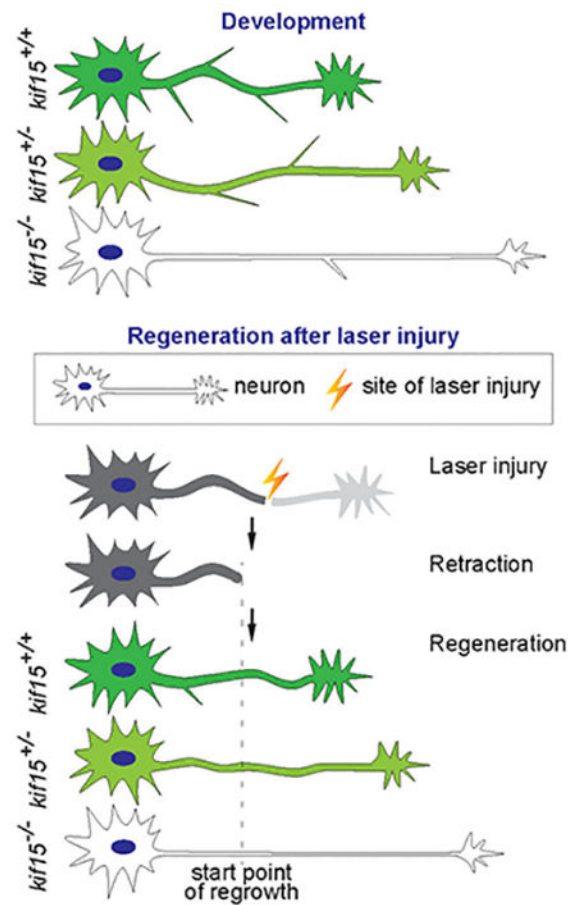 Development
kif15+/+
kif15+/-
kif15-/-
Regeneration after laser injury
neuron
site of laser injury
Laser injury
Retraction
Regeneration
kif15+/+
kif15+/-
kif15-/-
start point
of regrowth